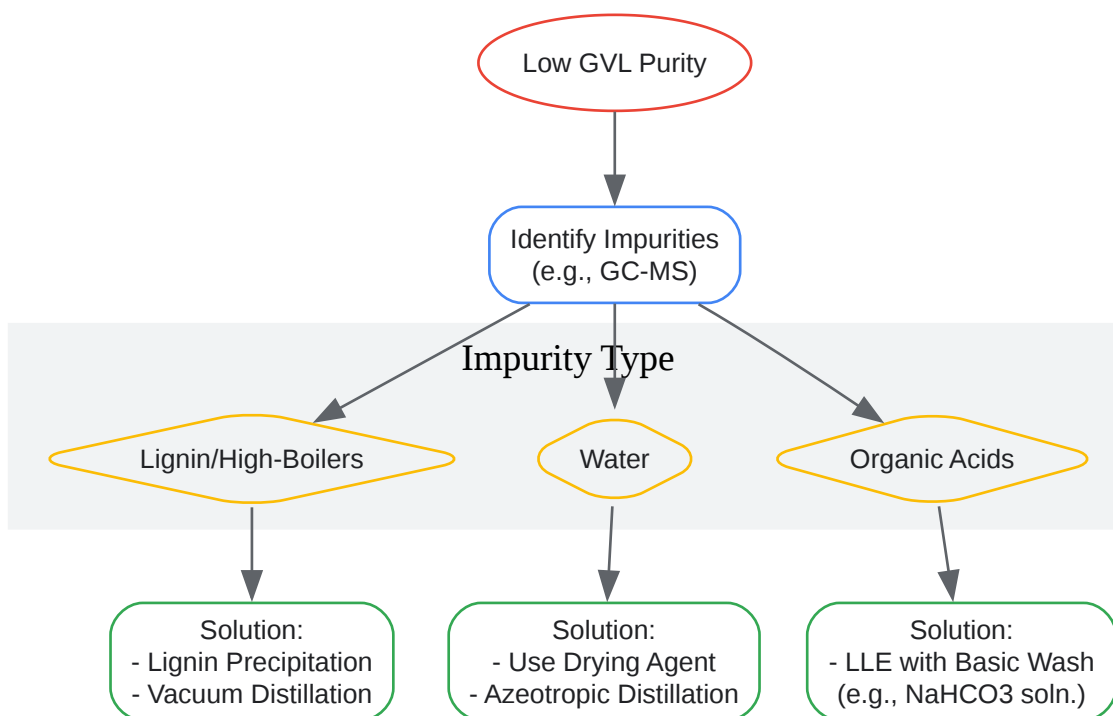 Low GVL Purity
Identify Impurities
(e.g., GC-MS)
Impurity Type
Lignin/High-Boilers
Water
Organic Acids
Solution:
- Lignin Precipitation
- Vacuum Distillation
Solution:
- Use Drying Agent
- Azeotropic Distillation
Solution:
- LLE with Basic Wash
(e.g., NaHCO3 soln.)